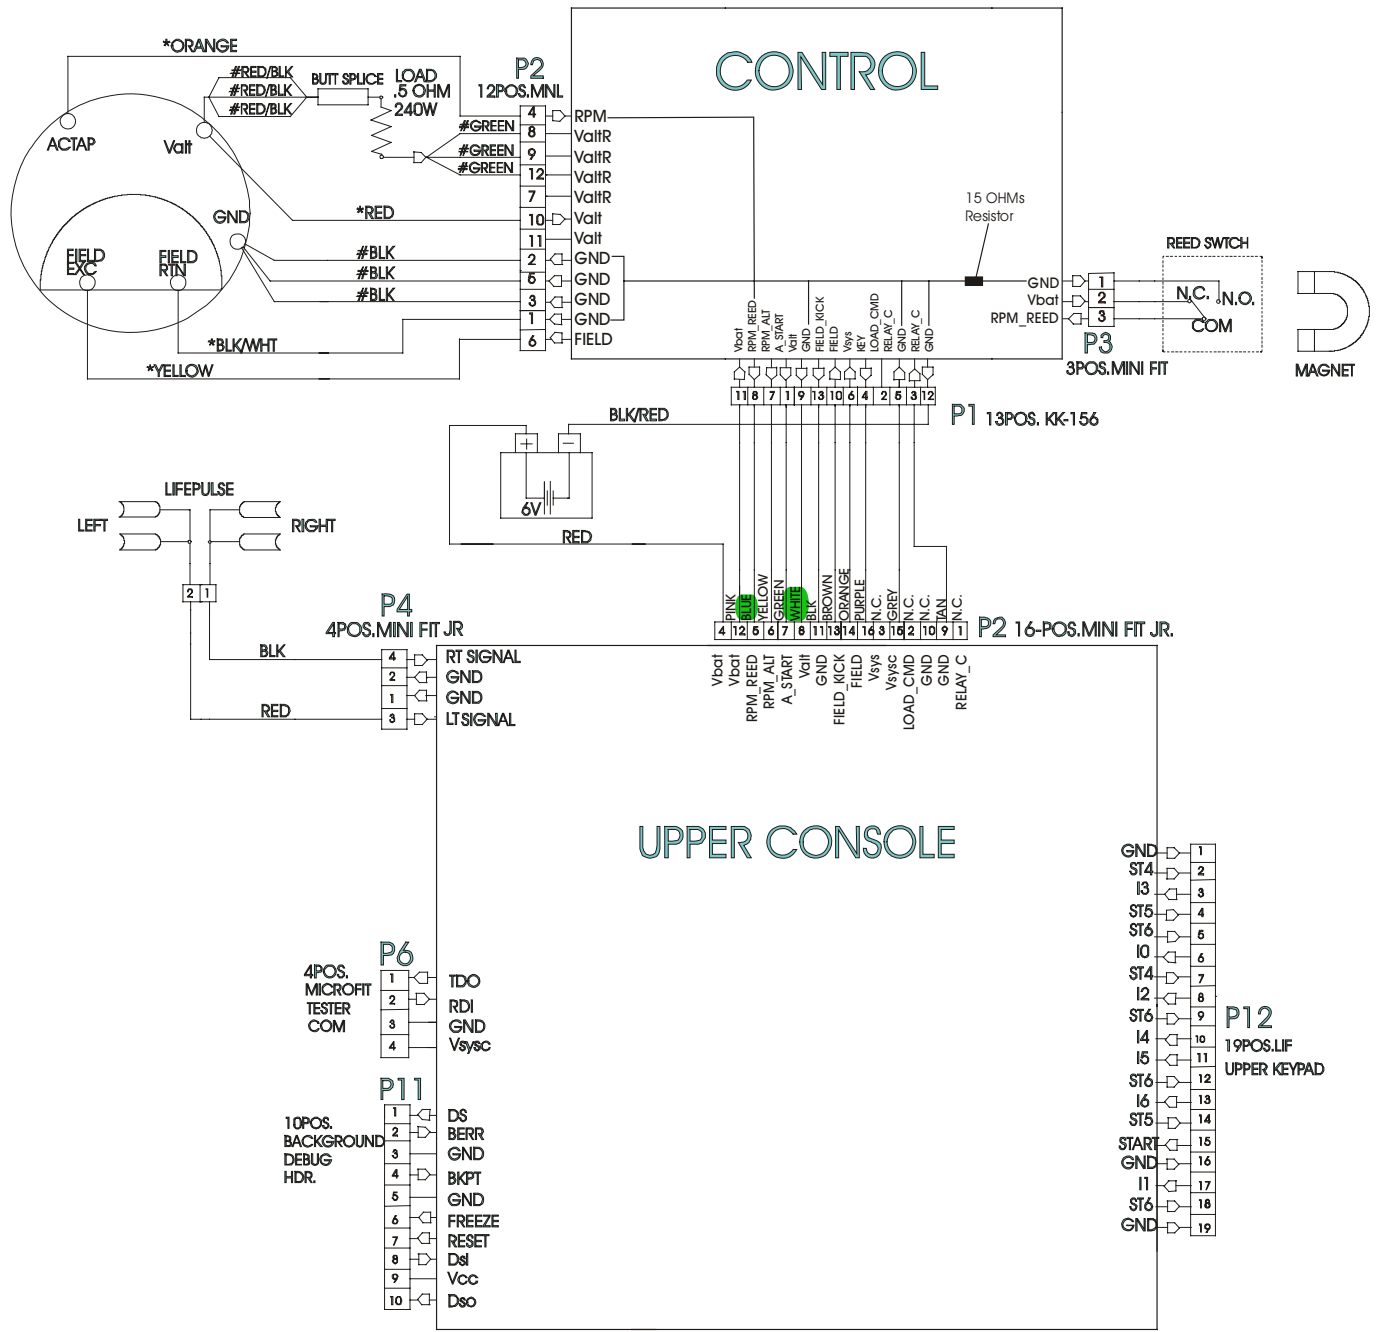 *ORANGE
#RED/BLK
#RED/BLK
#RED/BLK
BUTT SPLICE
LOAD
.5 OHM
240W
P2
12POS.MNL
CONTROL
ACTAP
Valt
GND
FIELD
EXC
FIELD
RTN
#GREEN
#GREEN
#GREEN
*RED
#BLK
#BLK
#BLK
*BLK/WHT
*YELLOW
4 RPM
8 ValtR
9 ValtR
12 ValtR
7 ValtR
10 Valt
11 Valt
2 GND
5 GND
3 GND
1 GND
6 FIELD
15 OHMs
Resistor
GND 1
Vbat 2
RPM_REED 3
P3
3POS.MINI FIT
REED SWTCH
N.C.
N.O.
COM
MAGNET
Vbat
RPM_REED
RPM_ALT
A_START
Valt
GND
FIELD_KICK
FIELD
Vsys
KEY
LOAD_CMD
RELAY_C
GND
RELAY_C
GND
11 8 7 1 9 13 10 6 4 2 5 3 12
P1 13POS. KK-156
BLK/RED
+ −
6V
RED
LIFEPULSE
LEFT
RIGHT
2 1
PINK
BLUE
YELLOW
GREEN
WHITE
BLK
BROWN
ORANGE
PURPLE
N.C.
GREY
N.C.
N.C.
TAN
N.C.
4 12 5 6 7 8 11 13 14 16 3 15 2 10 9 1
P2 16-POS.MINI FIT JR.
Vbat
Vbat
RPM_REED
RPM_ALT
A_START
Valt
GND
FIELD_KICK
FIELD
Vsys
Vsysc
LOAD_CMD
GND
GND
RELAY_C
P4
4POS.MINI FIT JR
BLK
RED
4 RT SIGNAL
2 GND
1 GND
3 LT SIGNAL
UPPER CONSOLE
P6
4POS.
MICROFIT
TESTER
COM
1 TDO
2 RDI
3 GND
4 Vsysc
P11
10POS.
BACKGROUND
DEBUG
HDR.
1 DS
2 BERR
3 GND
4 BKPT
5 GND
6 FREEZE
7 RESET
8 DsI
9 Vcc
10 Dso
GND 1
ST4 2
I3 3
ST5 4
ST6 5
I0 6
ST4 7
I2 8
ST6 9
I4 10
I5 11
ST6 12
I6 13
ST5 14
START 15
GND 16
I1 17
ST6 18
GND 19
P12
19POS.LIF
UPPER KEYPAD